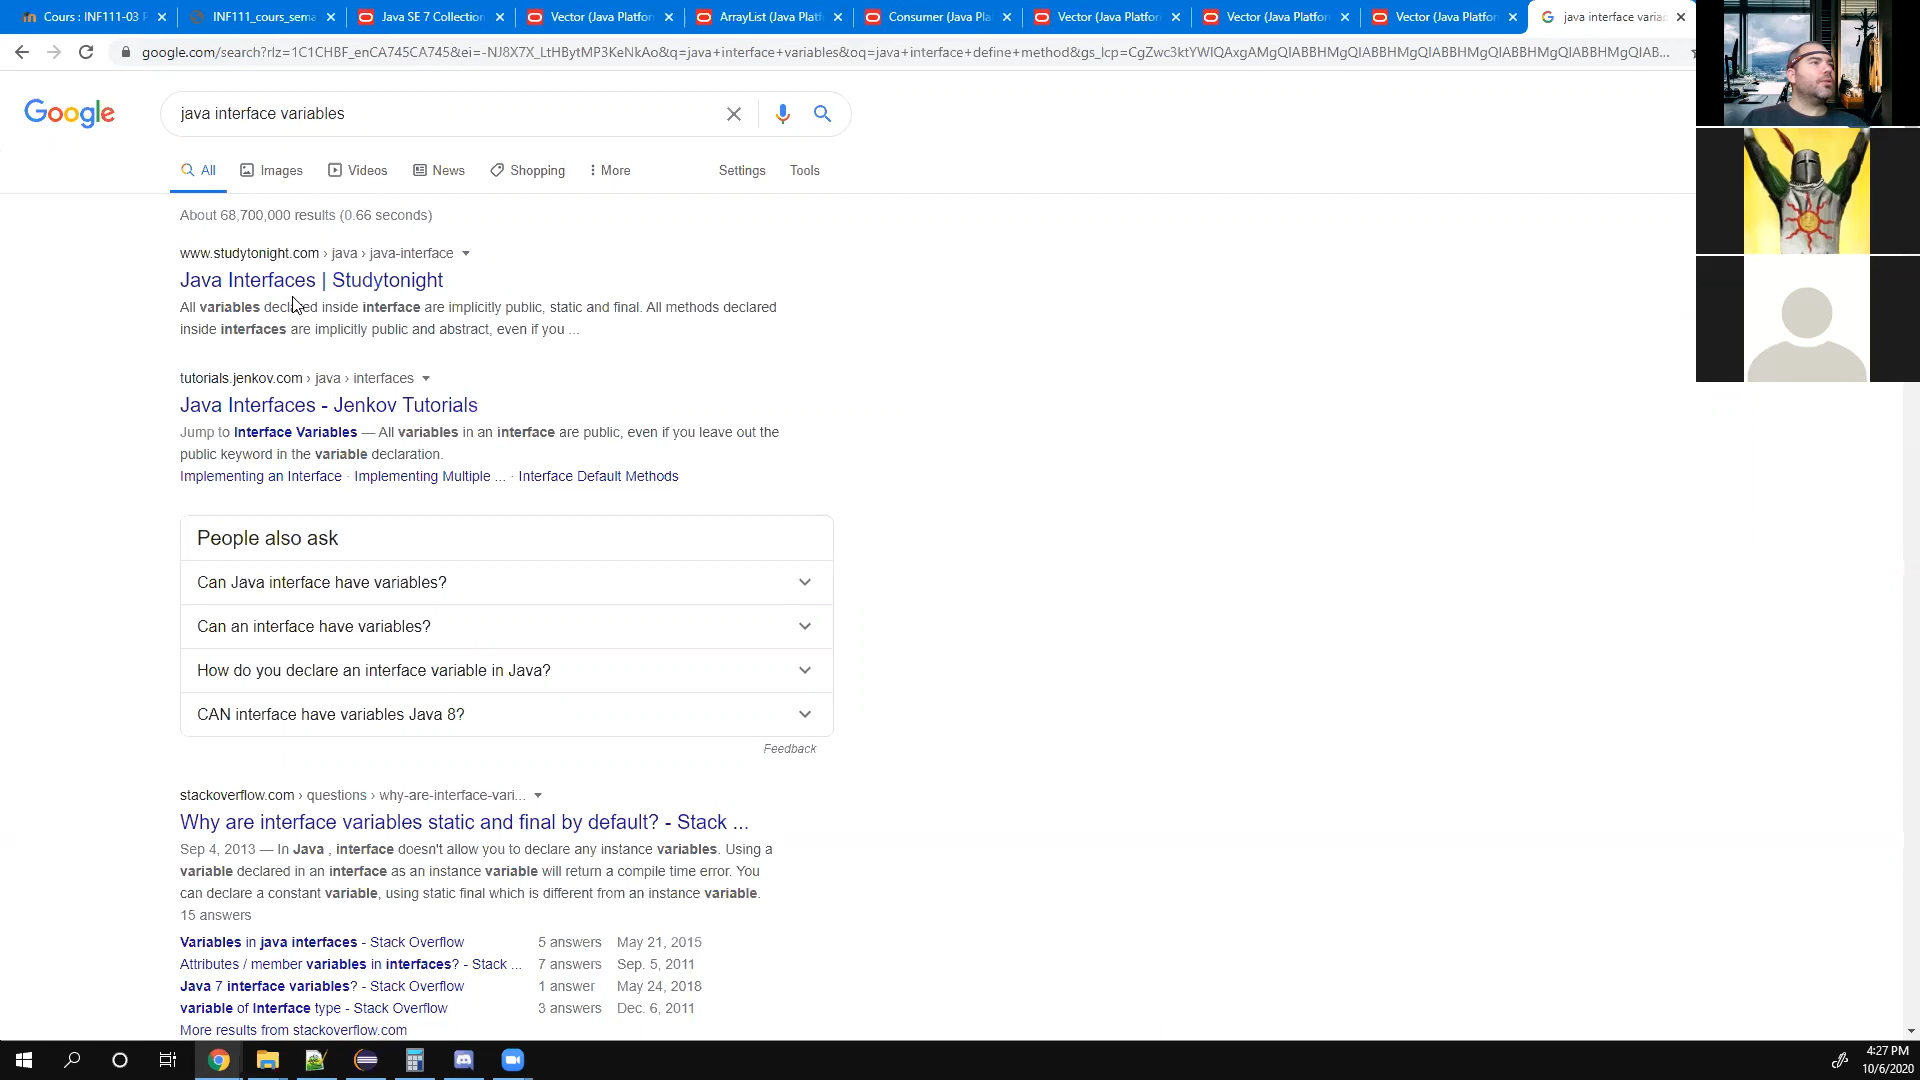 Cours : INF111-03 P
INF111_cours_sema
Java SE 7 Collection
Vector (Java Platfor
ArrayList (Java Platf
Consumer (Java Pla
Vector (Java Platfor
Vector (Java Platfor
Vector (Java Platfor
java interface varia
google.com/search?rlz=1C1CHBF_enCA745CA745&ei=-NJ8X7X_LtHBytMP3KeNkAo&q=java+interface+variables&oq=java+interface+define+method&gs_lcp=CgZwc3ktYWIQAxgAMgQIABBHMgQIABBHMgQIABBHMgQIABBHMgQIABBHMgQIAB...
Google
java interface variables
All
Images
Videos
News
Shopping
More
Settings
Tools
About 68,700,000 results (0.66 seconds)
www.studytonight.com › java › java-interface
Java Interfaces | Studytonight
All variables declared inside interface are implicitly public, static and final. All methods declared
inside interfaces are implicitly public and abstract, even if you ...
tutorials.jenkov.com › java › interfaces
Java Interfaces - Jenkov Tutorials
Jump to Interface Variables — All variables in an interface are public, even if you leave out the
public keyword in the variable declaration.
Implementing an Interface · Implementing Multiple ... · Interface Default Methods
People also ask
Can Java interface have variables?
Can an interface have variables?
How do you declare an interface variable in Java?
CAN interface have variables Java 8?
Feedback
stackoverflow.com › questions › why-are-interface-vari...
Why are interface variables static and final by default? - Stack ...
Sep 4, 2013 — In Java , interface doesn't allow you to declare any instance variables. Using a
variable declared in an interface as an instance variable will return a compile time error. You
can declare a constant variable, using static final which is different from an instance variable.
15 answers
Variables in java interfaces - Stack Overflow 5 answers May 21, 2015
Attributes / member variables in interfaces? - Stack ... 7 answers Sep. 5, 2011
Java 7 interface variables? - Stack Overflow 1 answer May 24, 2018
variable of Interface type - Stack Overflow 3 answers Dec. 6, 2011
More results from stackoverflow.com
4:27 PM
10/6/2020